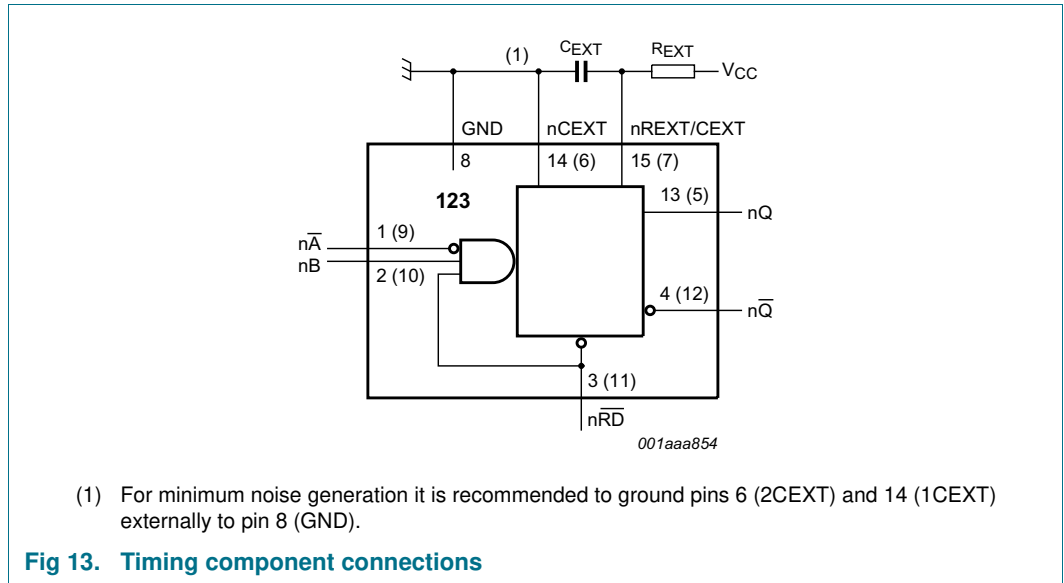 (1)
CEXT
REXT
VCC
GND
nCEXT
nREXT/CEXT
8
14 (6)
15 (7)
123
13 (5)
nQ
1 (9)
nA̅
nB
2 (10)
4 (12)
nQ̅
3 (11)
nR̅D̅
001aaa854
(1) For minimum noise generation it is recommended to ground pins 6 (2CEXT) and 14 (1CEXT)
externally to pin 8 (GND).
Fig 13. Timing component connections